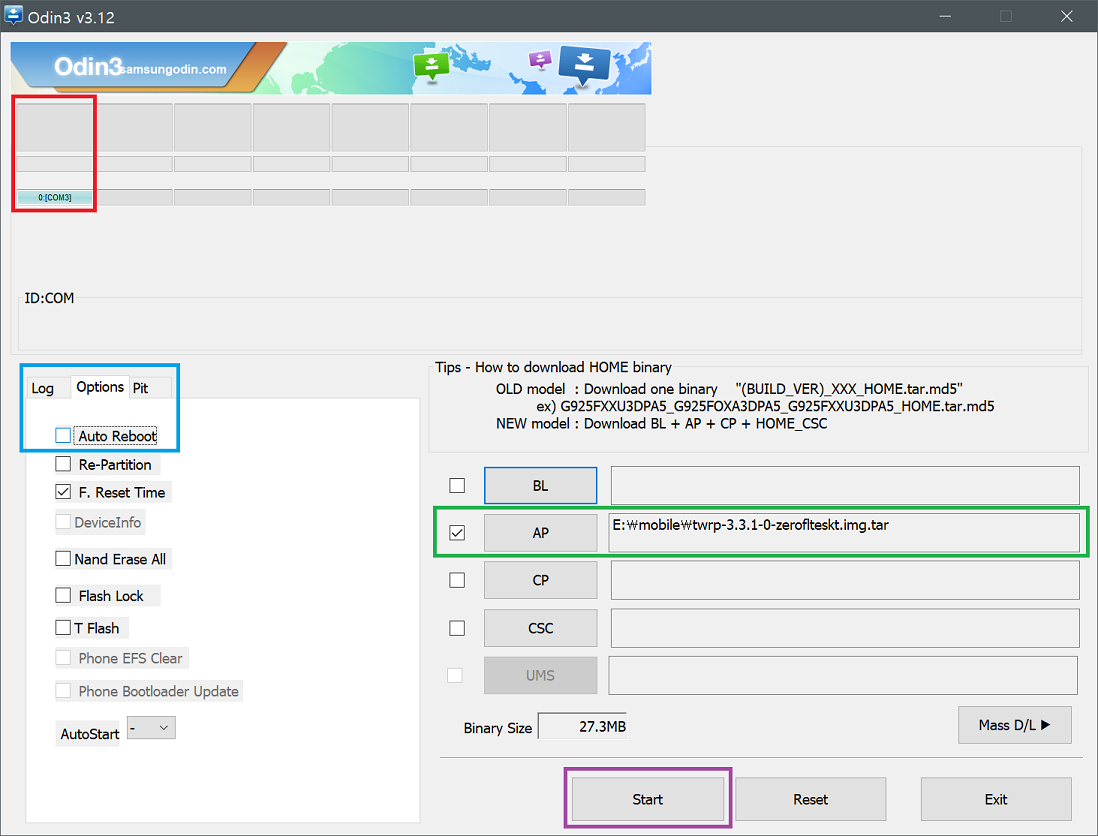 Odin3 v3.12
Odin3 samsungodin.com
0:[COM3]
ID:COM
Log Options Pit
Auto Reboot
Re-Partition
F. Reset Time
DeviceInfo
Nand Erase All
Flash Lock
T Flash
Phone EFS Clear
Phone Bootloader Update
AutoStart -
Tips - How to download HOME binary
OLD model : Download one binary "(BUILD_VER)_XXX_HOME.tar.md5"
ex) G925FXXU3DPA5_G925FOXA3DPA5_G925FXXU3DPA5_HOME.tar.md5
NEW model : Download BL + AP + CP + HOME_CSC
BL
AP E:₩mobile₩twrp-3.3.1-0-zeroflteskt.img.tar
CP
CSC
UMS
Binary Size 27.3MB
Mass D/L ▶
Start Reset Exit